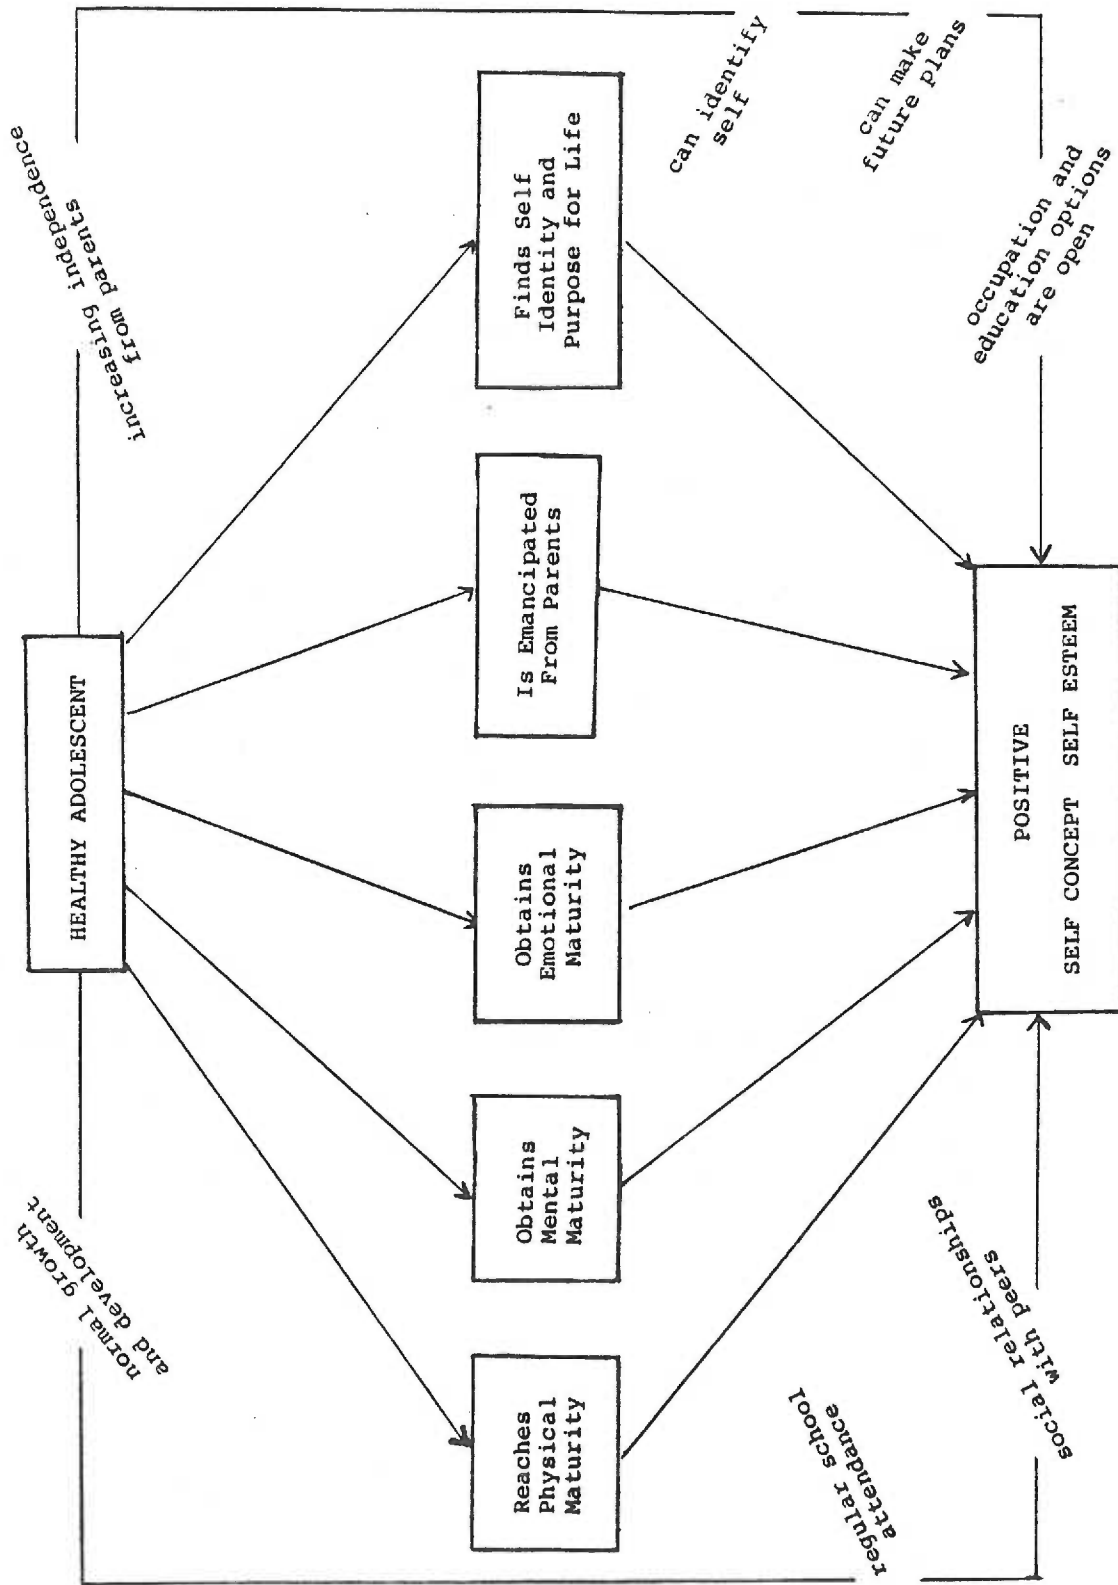 HEALTHY ADOLESCENT
normal growth
and development
increasing independence
from parents
Reaches
Physical
Maturity
Obtains
Mental
Maturity
Obtains
Emotional
Maturity
Is Emancipated
From Parents
Finds Self
Identity and
Purpose for Life
regular school
attendance
social relationships
with peers
can identify
self
can make
future plans
occupation and
education options
are open
POSITIVE
SELF CONCEPT SELF ESTEEM